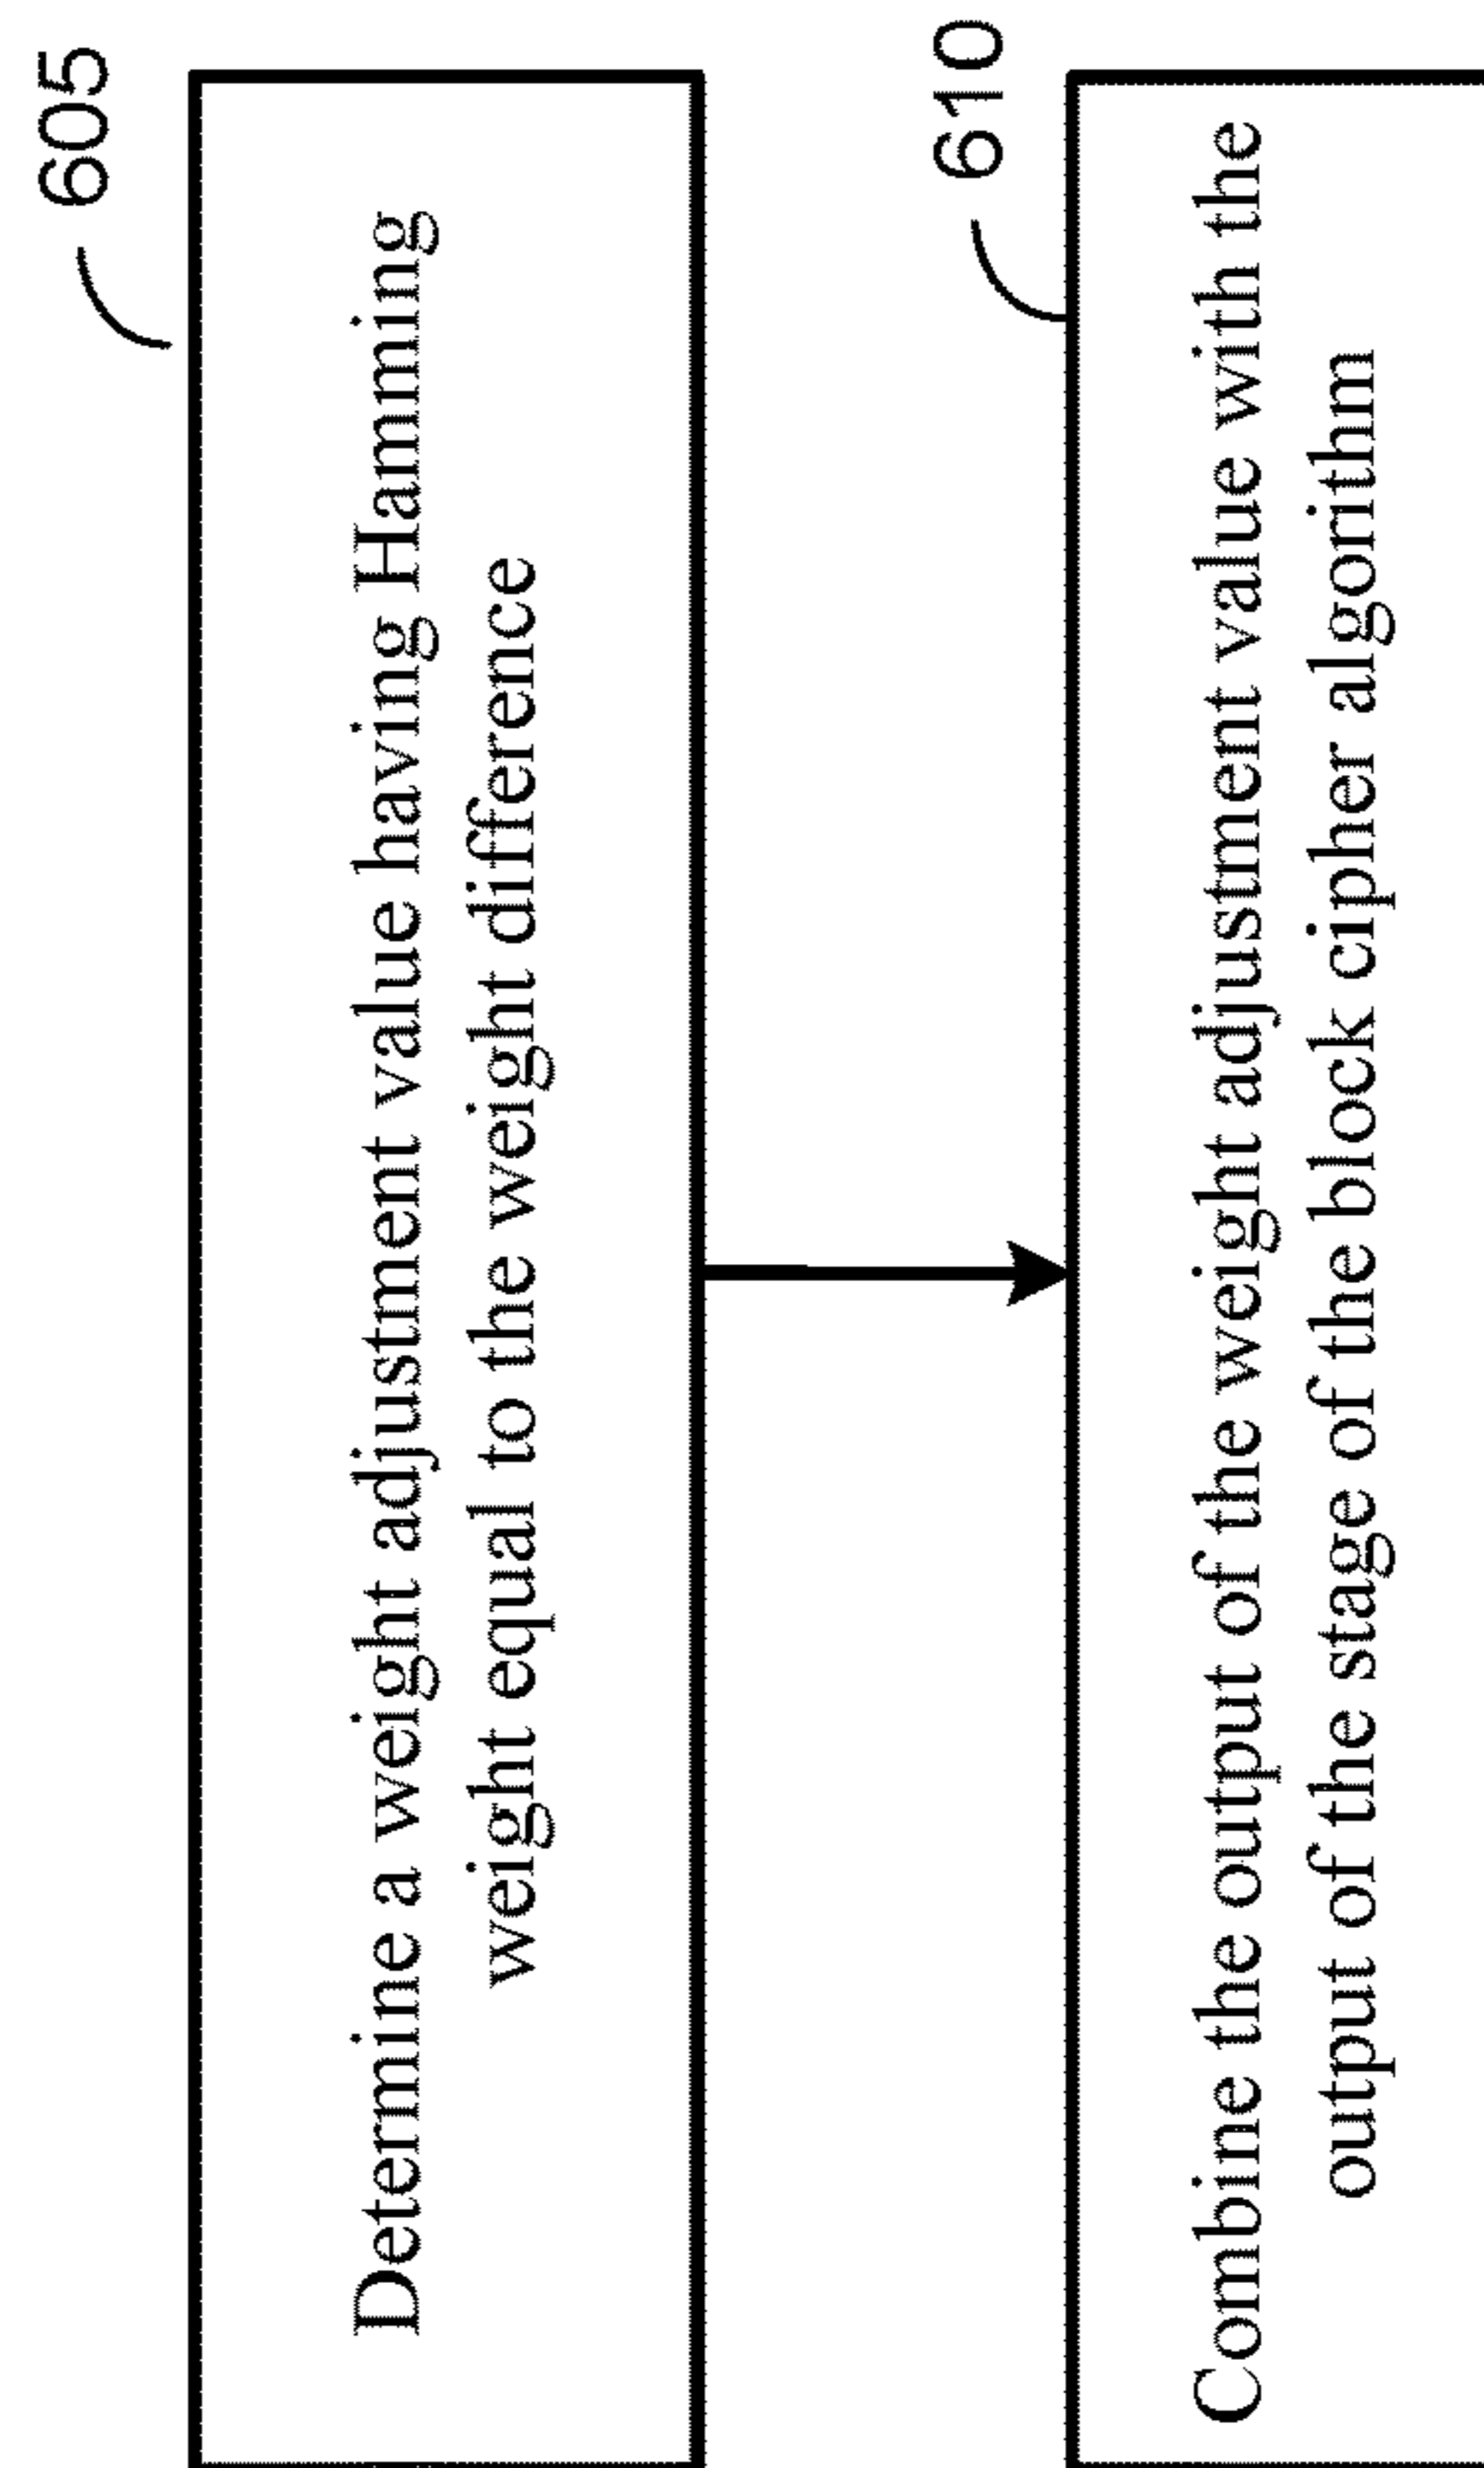 605
Determine a weight adjustment value having Hamming
weight equal to the weight difference
610
Combine the output of the weight adjustment value with the
output of the stage of the block cipher algorithm